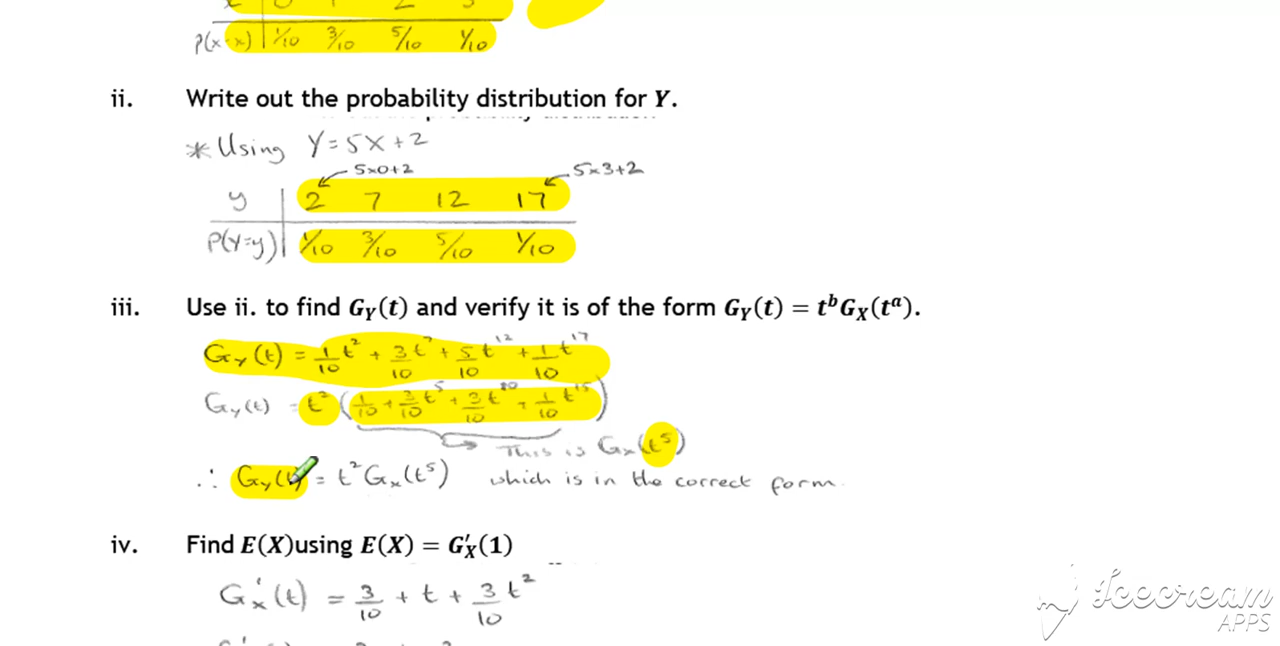 P(X=x) 1/10 3/10 5/10 1/10
ii. Write out the probability distribution for Y.
* Using Y = 5X + 2
5×0+2 5×3+2
y 2 7 12 17
P(Y=y) 1/10 3/10 5/10 1/10
iii. Use ii. to find G_Y(t) and verify it is of the form G_Y(t) = t^b G_X(t^a).
G_Y(t) = 1/10 t^2 + 3/10 t^7 + 5/10 t^12 + 1/10 t^17
G_Y(t) = t^2 (1/10 + 3/10 t^5 + 3/10 t^10 + 1/10 t^15)
This is G_X(t^5)
∴ G_Y(t) = t^2 G_X(t^5) which is in the correct form.
iv. Find E(X)using E(X) = G'_X(1)
G_X'(t) = 3/10 + t + 3/10 t^2
Icecream
APPS